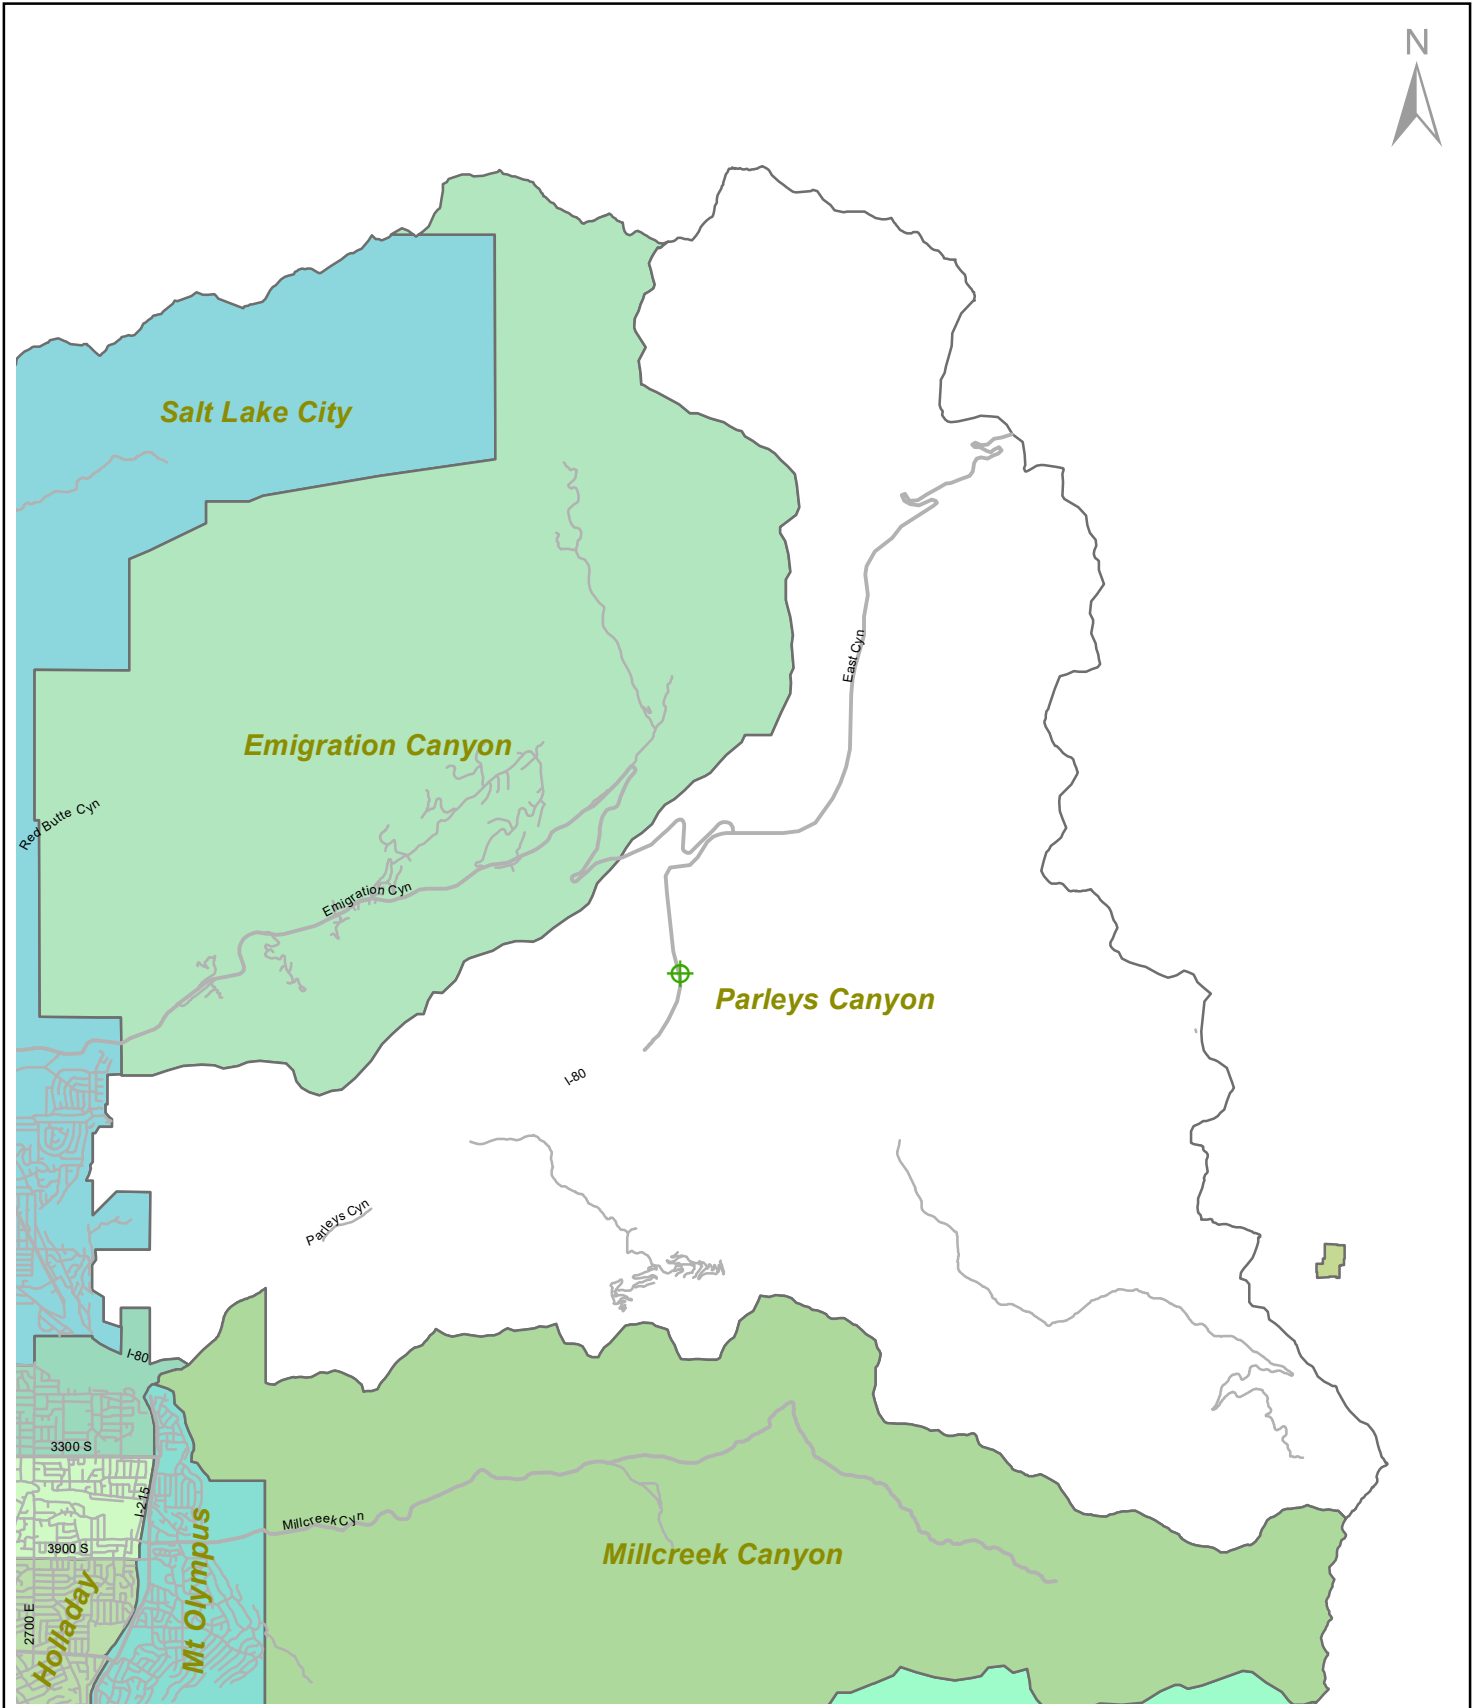 N
Salt Lake City
East Cyn
Emigration Canyon
Red Butte Cyn
Emigration Cyn
Parleys Canyon
I-80
Parleys Cyn
I-80
3300 S
I-215
Millcreek Cyn
3900 S
Millcreek Canyon
Mt Olympus
Holladay
2700 E